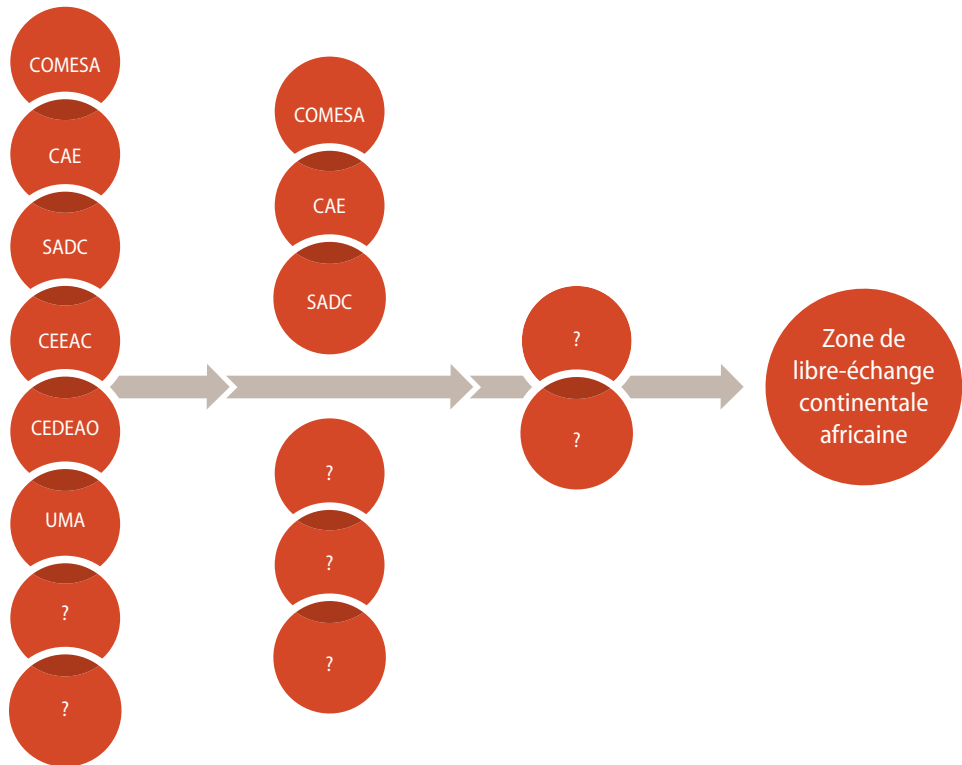 COMESA
CAE
SADC
CEEAC
CEDEAO
UMA
?
?
COMESA
CAE
SADC
?
?
?
?
?
Zone de
libre-échange
continentale
africaine